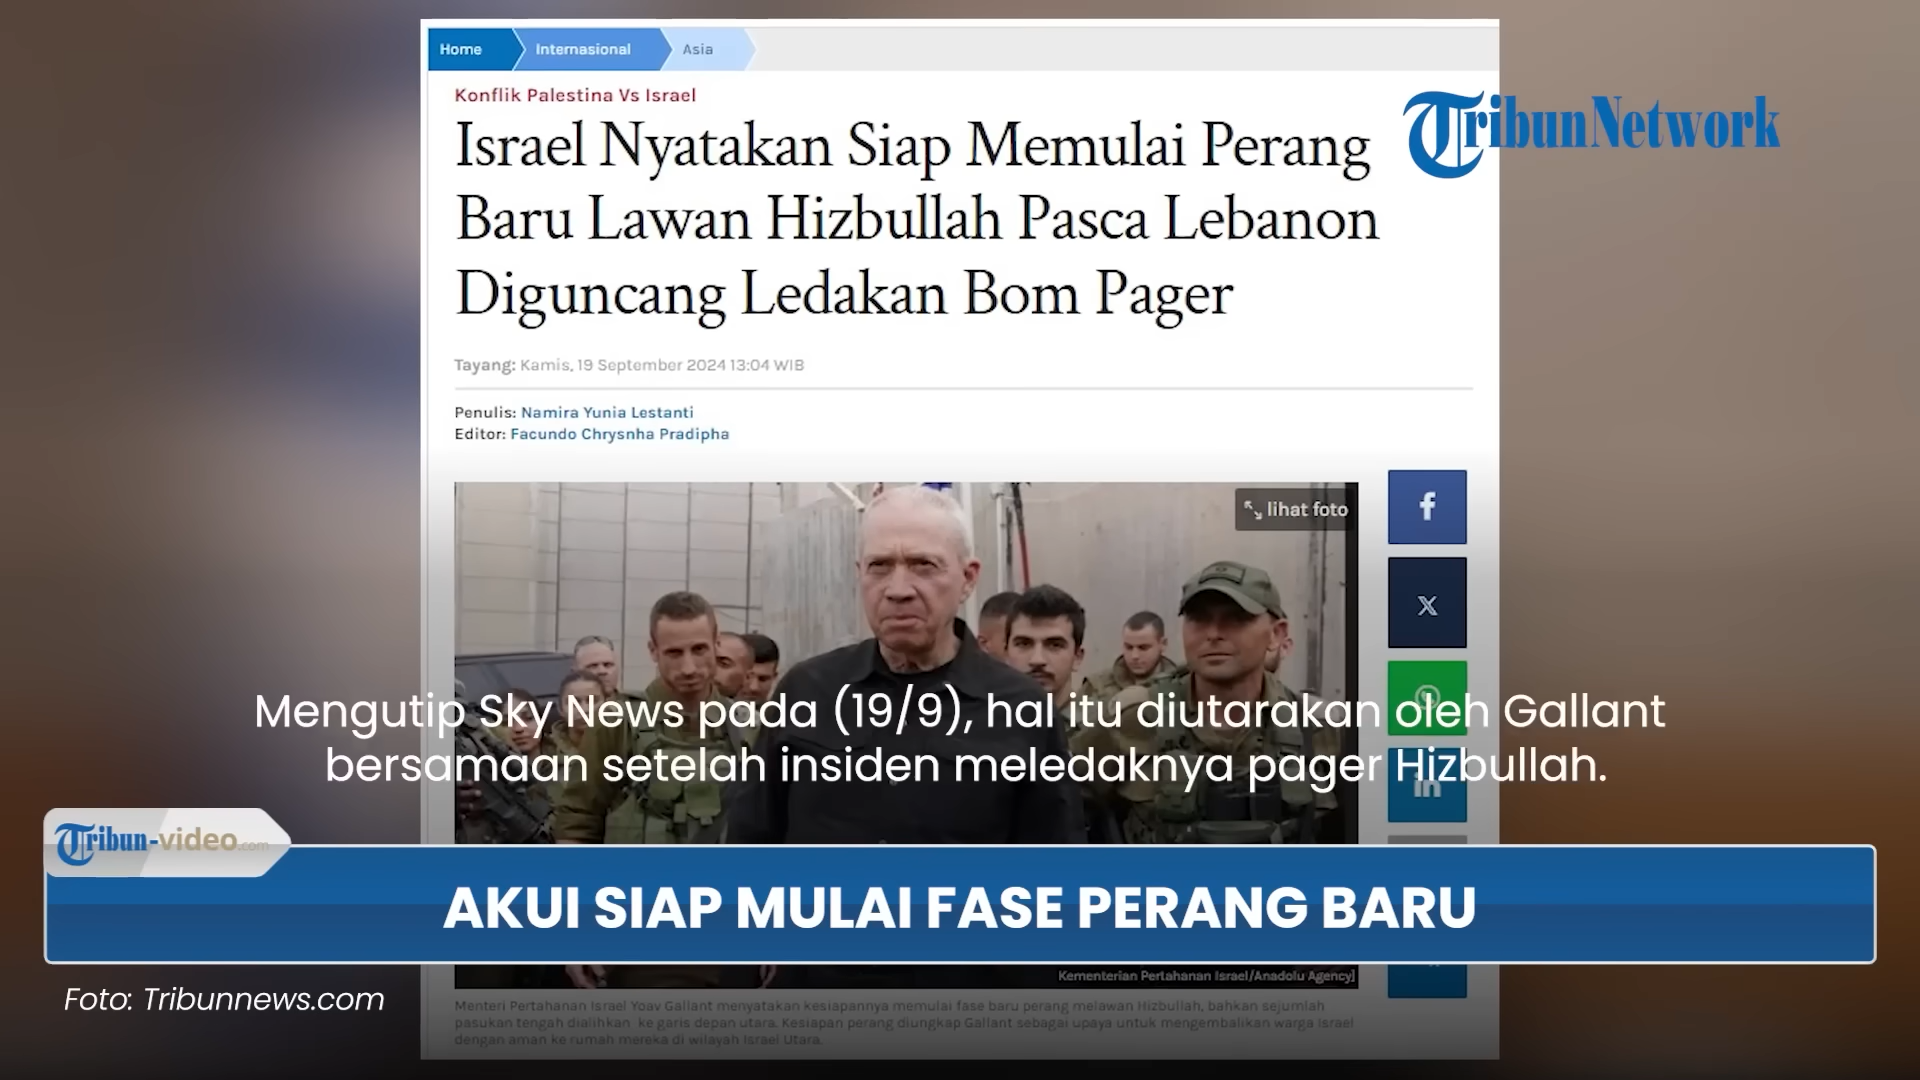 Home
Internasional
Asia
Konflik Palestina Vs Israel
Israel Nyatakan Siap Memulai Perang
Baru Lawan Hizbullah Pasca Lebanon
Diguncang Ledakan Bom Pager
TribunNetwork
Tayang: Kamis, 19 September 2024 13:04 WIB
Penulis: Namira Yunia Lestanti
Editor: Facundo Chrysnha Pradipha
lihat foto
Mengutip Sky News pada (19/9), hal itu diutarakan oleh Gallant
bersamaan setelah insiden meledaknya pager Hizbullah.
Tribun-video.com
AKUI SIAP MULAI FASE PERANG BARU
Kementerian Pertahanan Israel/Anadolu Agency]
Foto: Tribunnews.com
Menteri Pertahanan Israel Yoav Gallant menyatakan kesiapannya memulai fase baru perang melawan Hizbullah, bahkan sejumlah
pasukan tengah dialihkan ke garis depan utara. Kesiapan perang diungkap Gallant sebagai upaya untuk mengembalikan warga Israel
dengan aman ke rumah mereka di wilayah Israel Utara.